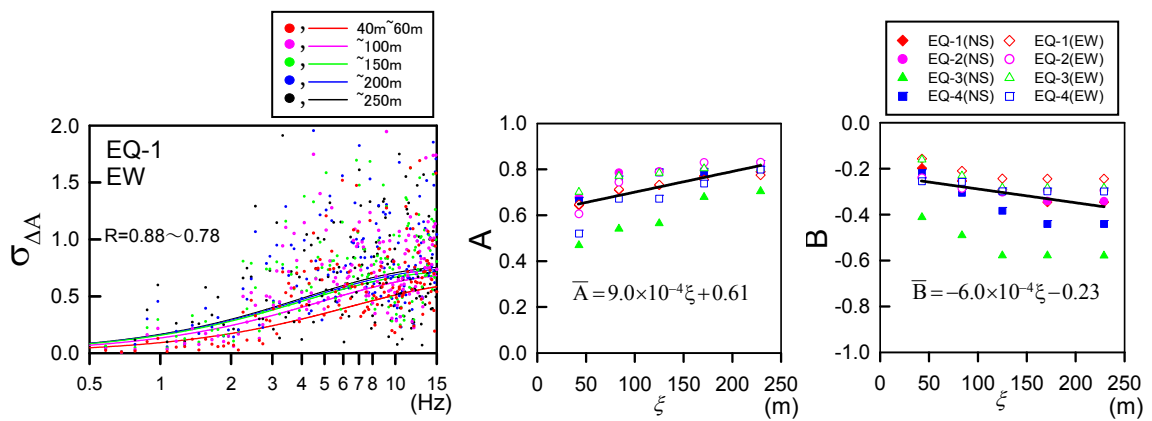 40m~60m
~100m
~150m
~200m
~250m
EQ-1
EW
R=0.88～0.78
σΔA
2.0
1.5
1.0
0.5
0.0
0.5 1 2 3 4 5 6 7 8 10 15
(Hz)
A
1.0
0.8
0.6
0.4
0.2
0.0
A̅=9.0×10⁻⁴ξ+0.61
0 50 100 150 200 250
ξ (m)
EQ-1(NS) EQ-1(EW)
EQ-2(NS) EQ-2(EW)
EQ-3(NS) EQ-3(EW)
EQ-4(NS) EQ-4(EW)
B
-0.0
-0.2
-0.4
-0.6
-0.8
-1.0
B̅=−6.0×10⁻⁴ξ−0.23
0 50 100 150 200 250
ξ (m)